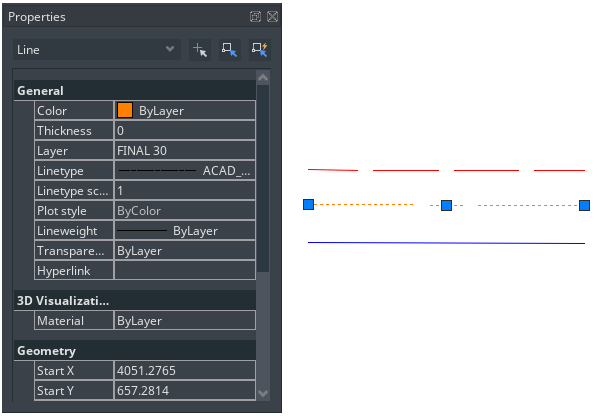 Properties
Line
General
Color ByLayer
Thickness 0
Layer FINAL 30
Linetype ACAD_...
Linetype sc... 1
Plot style ByColor
Lineweight ByLayer
Transpare... ByLayer
Hyperlink
3D Visualizati...
Material ByLayer
Geometry
Start X 4051.2765
Start Y 657.2814